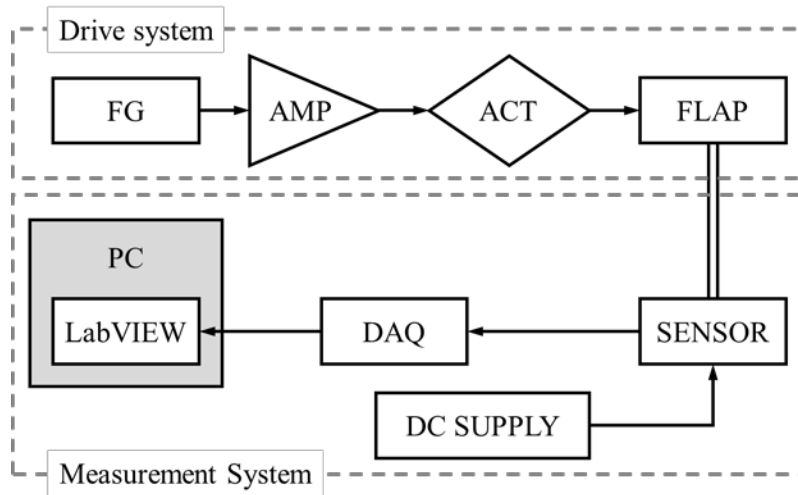 Drive system
FG
AMP
ACT
FLAP
PC
LabVIEW
DAQ
SENSOR
DC SUPPLY
Measurement System